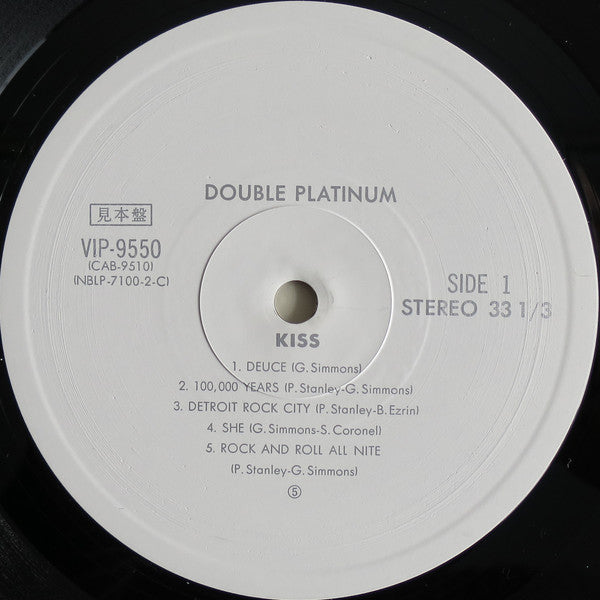 DOUBLE PLATINUM
見本盤
VIP-9550
(CAB-9510)
(NBLP-7100-2-C)
SIDE 1
STEREO 33 1/3
KISS
1. DEUCE (G. Simmons)
2. 100,000 YEARS (P. Stanley-G. Simmons)
3. DETROIT ROCK CITY (P. Stanley-B. Ezrin)
4. SHE (G. Simmons-S. Coronel)
5. ROCK AND ROLL ALL NITE
(P. Stanley-G. Simmons)
⑤